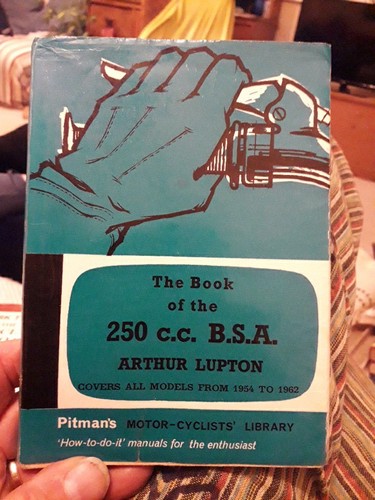 The Book
of the
250 c.c. B.S.A.
ARTHUR LUPTON
COVERS ALL MODELS FROM 1954 TO 1962
Pitman's MOTOR-CYCLISTS' LIBRARY
'How-to-do-it' manuals for the enthusiast